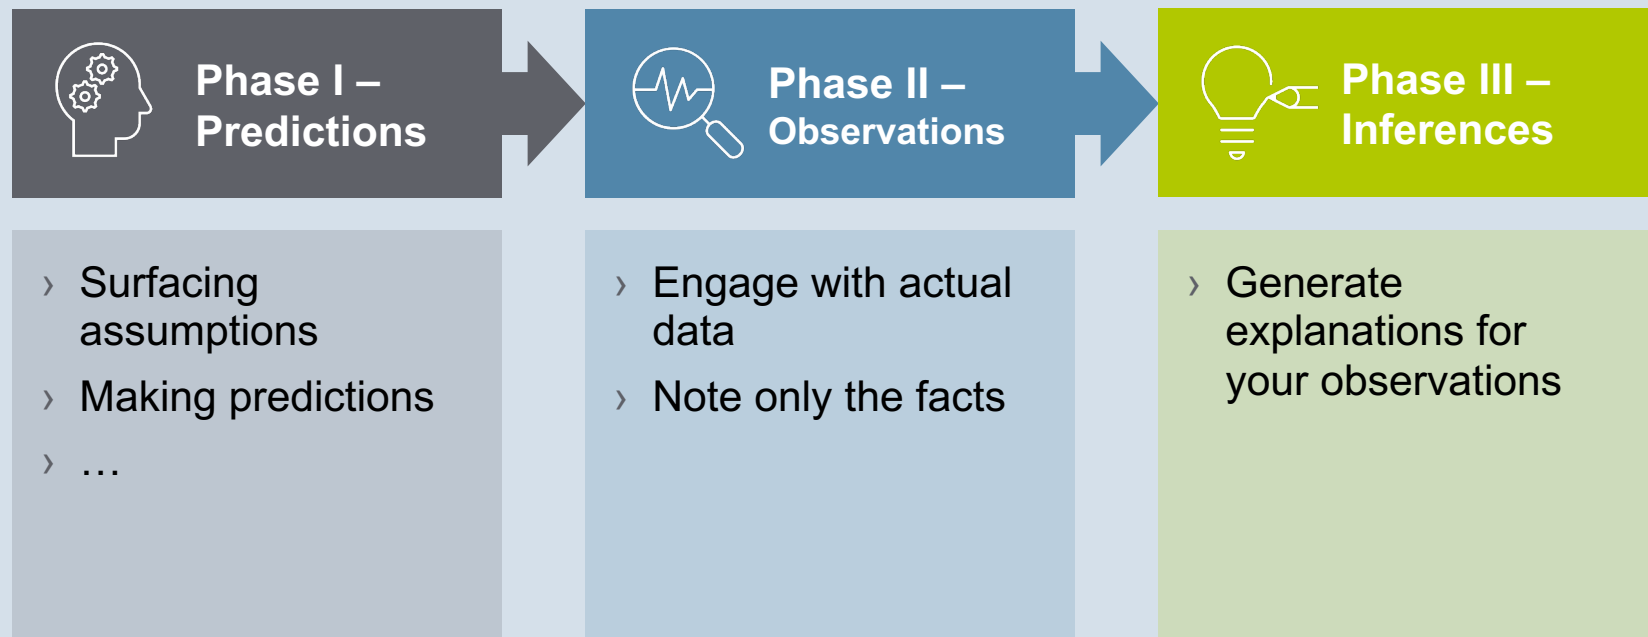 Phase I –
Predictions
Phase II –
Observations
Phase III –
Inferences
› Surfacing
assumptions
› Making predictions
› …
› Engage with actual
data
› Note only the facts
› Generate
explanations for
your observations